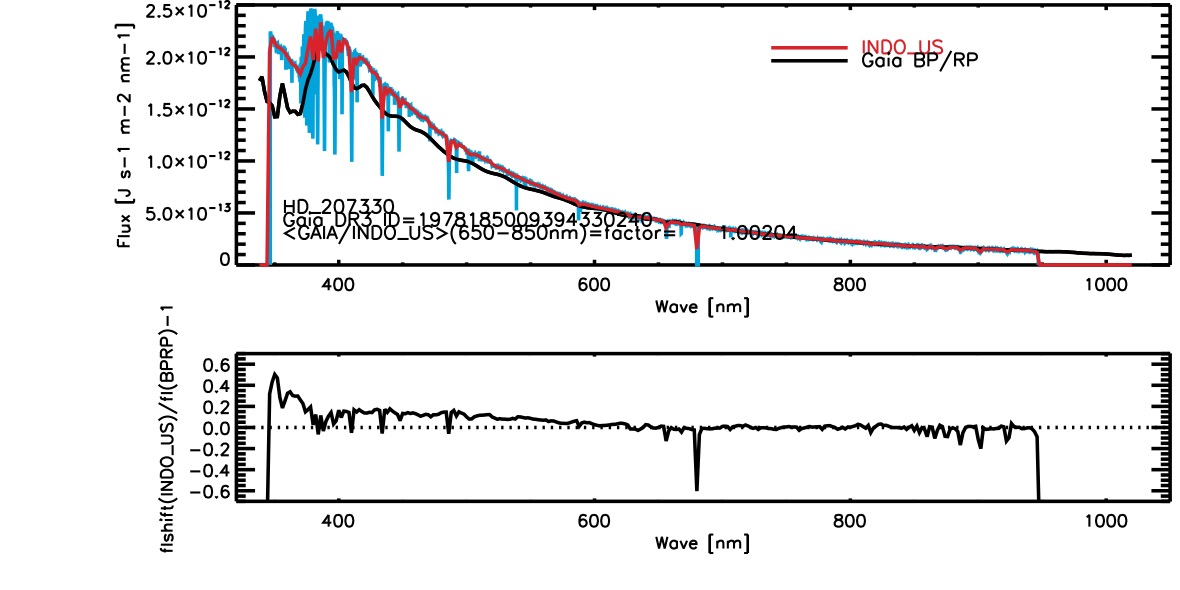 2.5×10−12
2.0×10−12
1.5×10−12
1.0×10−12
5.0×10−13
0
Flux [J s−1 m−2 nm−1]
INDO_US
Gaia BP/RP
HD_207330
Gaia DR3 ID=1978185009394330240
<GAIA/INDO_US>(650−850nm)=factor= 1.00204
400 600 800 1000
Wave [nm]
flshift(INDO_US)/fl(BPRP)−1
0.6
0.4
0.2
0.0
−0.2
−0.4
−0.6
400 600 800 1000
Wave [nm]